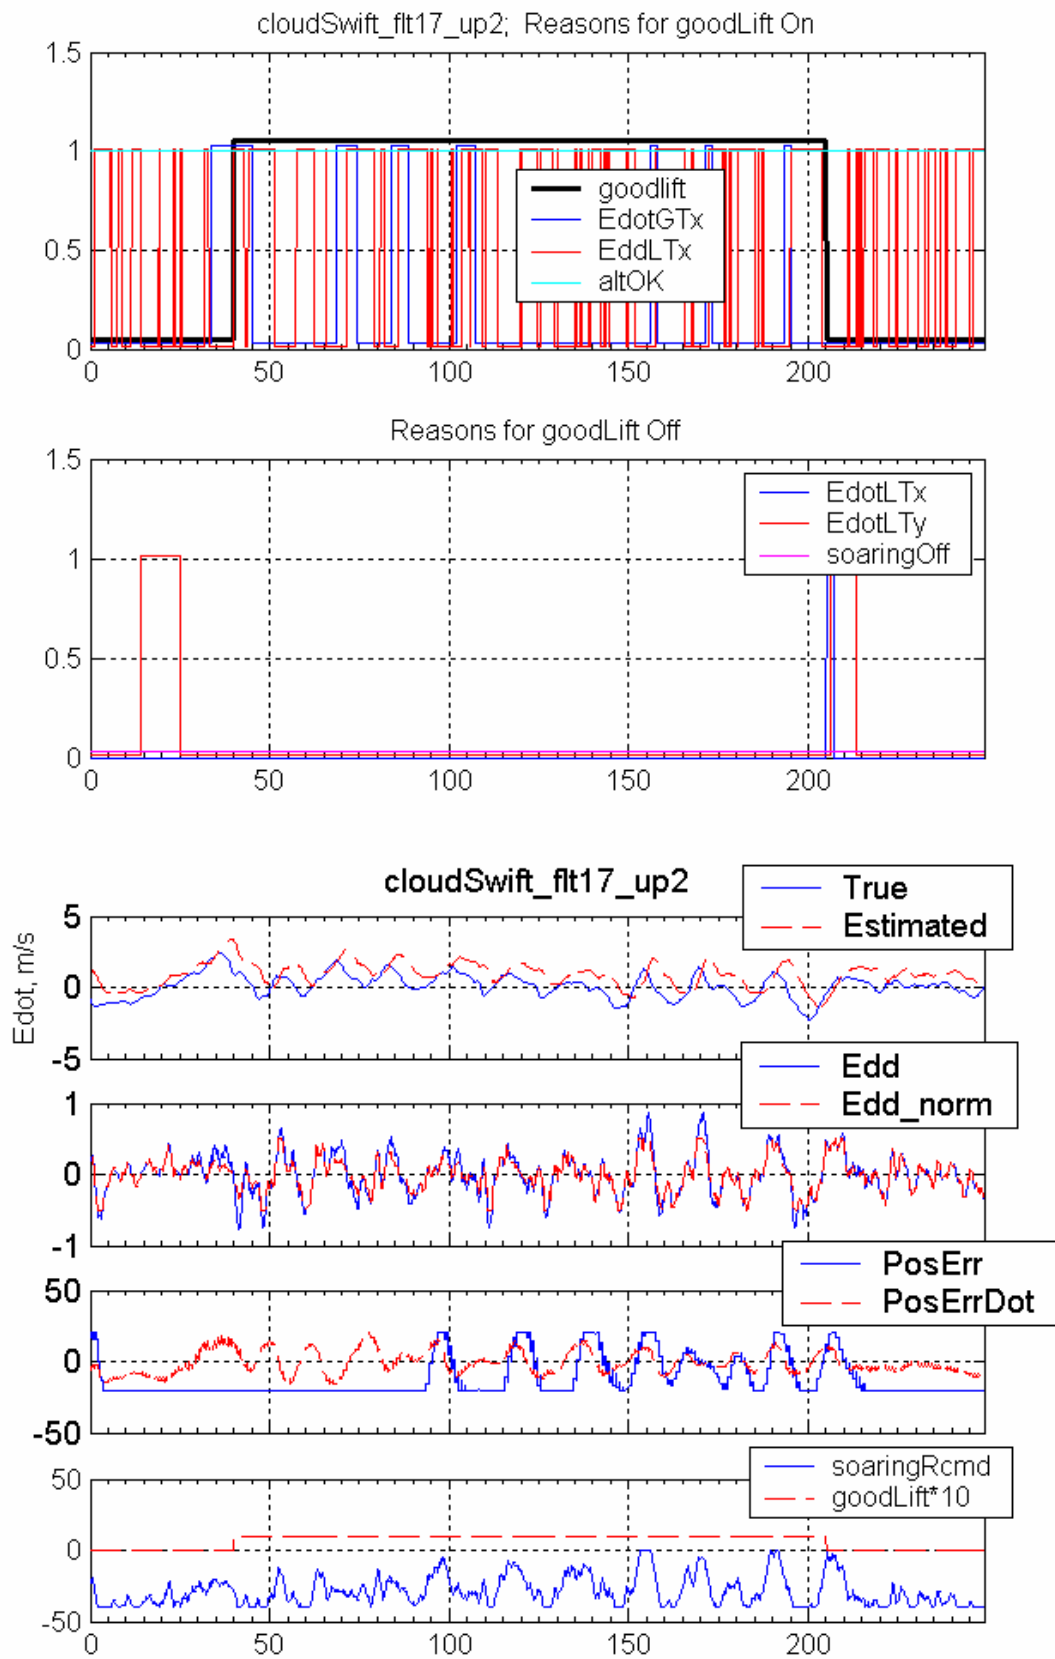 cloudSwift_flt17_up2;  Reasons for goodLift On
1.5
1
0.5
0
goodlift
EdotGTx
EddLTx
altOK
0 50 100 150 200
Reasons for goodLift Off
1.5
1
0.5
0
EdotLTx
EdotLTy
soaringOff
0 50 100 150 200
cloudSwift_flt17_up2
True
Estimated
Edot, m/s
5
0
-5
Edd
Edd_norm
1
0
-1
PosErr
PosErrDot
50
0
-50
soaringRcmd
goodLift*10
50
0
-50
0 50 100 150 200